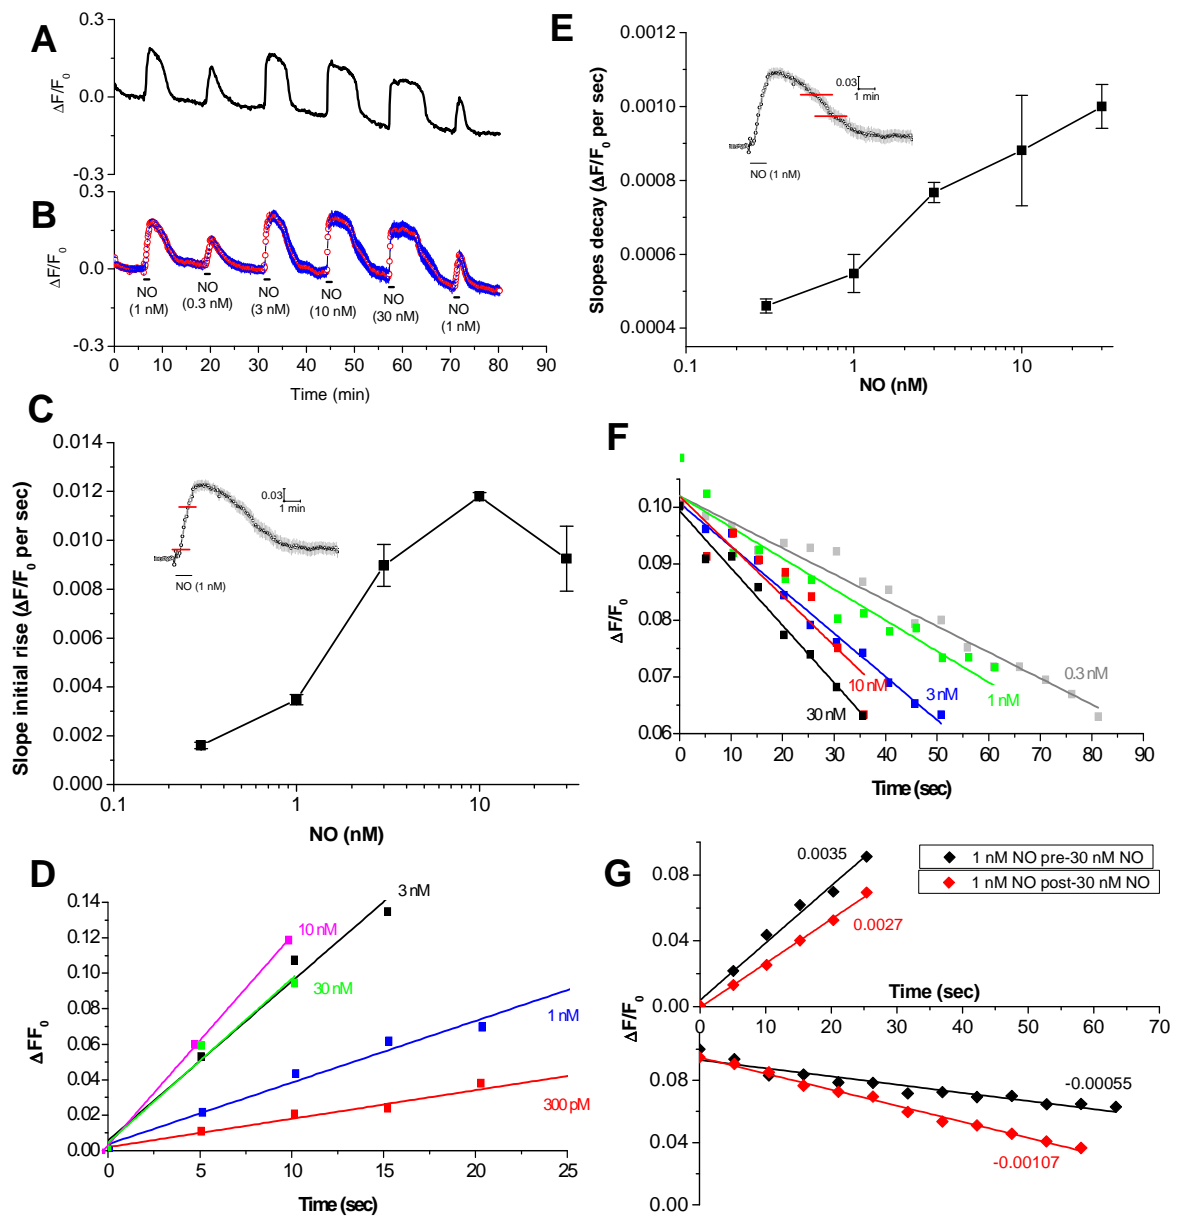 A
0.3
0.0
-0.3
ΔF/F0
B
0.3
0.0
-0.3
ΔF/F0
NO (1 nM)
NO (0.3 nM)
NO (3 nM)
NO (10 nM)
NO (30 nM)
NO (1 nM)
0 10 20 30 40 50 60 70 80 90
Time (min)
C
0.014
0.012
0.010
0.008
0.006
0.004
0.002
0.000
Slope initial rise (ΔF/F0 per sec)
0.03
1 min
NO (1 nM)
0.1 1 10
NO (nM)
D
0.14
0.12
0.10
0.08
0.06
0.04
0.02
0.00
ΔFF0
3 nM
10 nM
30 nM
1 nM
300 pM
0 5 10 15 20 25
Time (sec)
E
0.0012
0.0010
0.0008
0.0006
0.0004
Slopes decay (ΔF/F0 per sec)
0.03
1 min
NO (1 nM)
0.1 1 10
NO (nM)
F
0.10
0.09
0.08
0.07
0.06
ΔF/F0
0.3 nM
1 nM
3 nM
10 nM
30 nM
0 10 20 30 40 50 60 70 80 90
Time (sec)
G
1 nM NO pre-30 nM NO
1 nM NO post-30 nM NO
0.08
0.04
0.00
0.0035
0.0027
Time (sec)
0 10 20 30 40 50 60 70
ΔF/F0
0.08
0.04
0.00
-0.00055
-0.00107